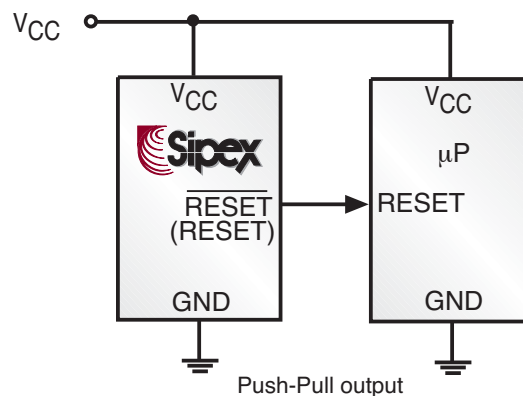 VCC
VCC
Sipex
RESET
(RESET)
GND
VCC
μP
RESET
GND
Push-Pull output